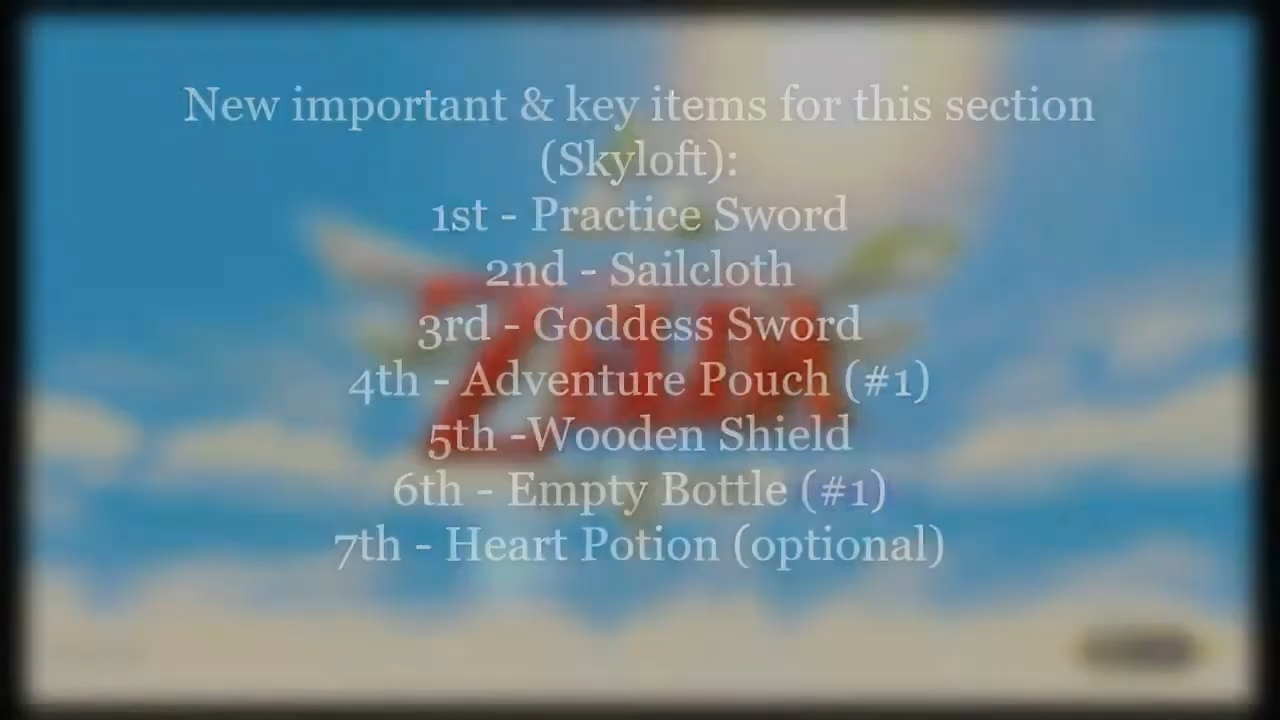 New important & key items for this section
(Skyloft):
1st - Practice Sword
2nd - Sailcloth
3rd - Goddess Sword
4th - Adventure Pouch (#1)
5th -Wooden Shield
6th - Empty Bottle (#1)
7th - Heart Potion (optional)
ZELDA